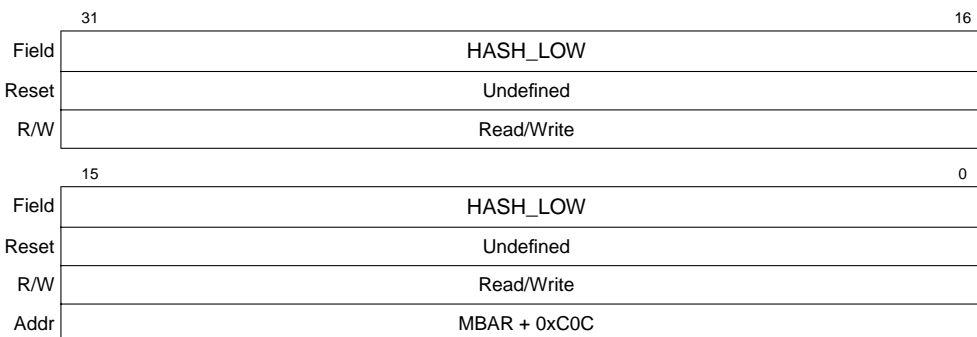 31 16
Field HASH_LOW
Reset Undefined
R/W Read/Write
15 0
Field HASH_LOW
Reset Undefined
R/W Read/Write
Addr MBAR + 0xC0C